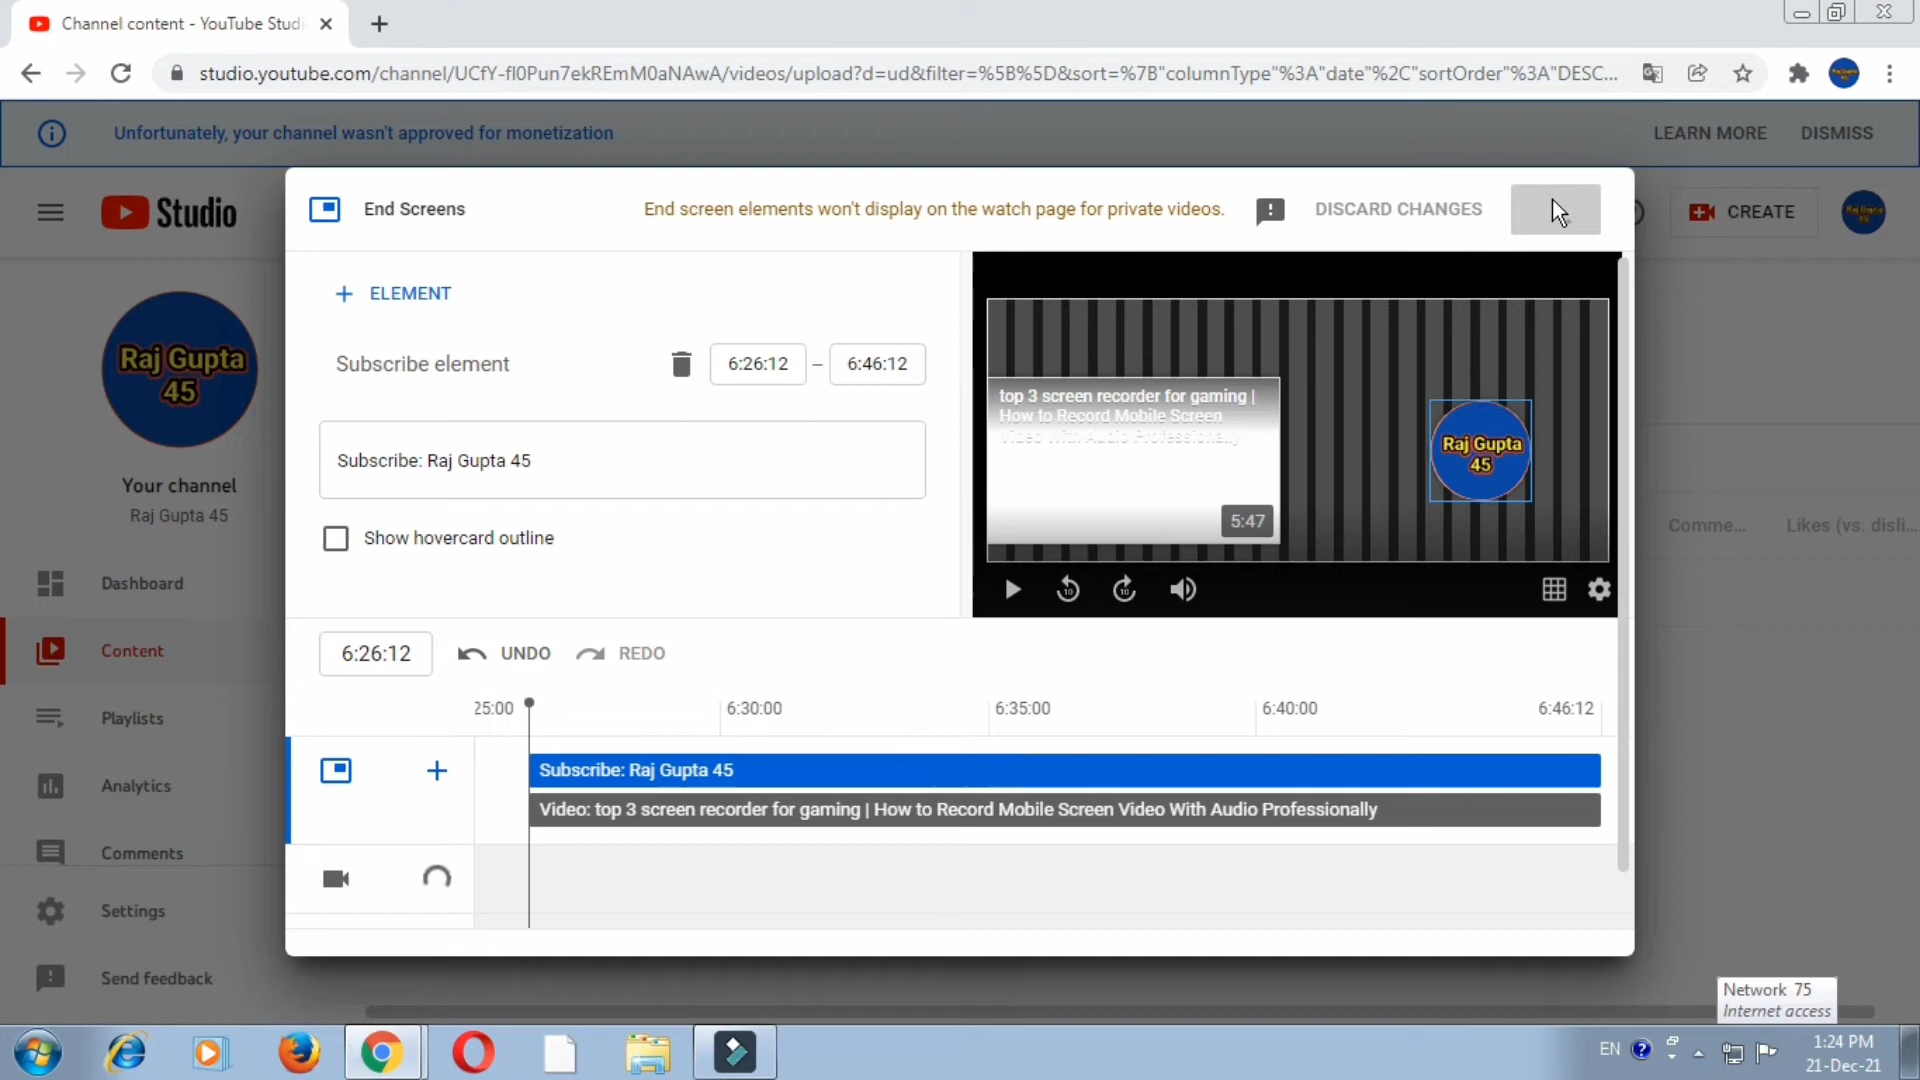 Channel content - YouTube Studi
studio.youtube.com/channel/UCfY-fI0Pun7ekREmM0aNAwA/videos/upload?d=ud&filter=%5B%5D&sort=%7B"columnType"%3A"date"%2C"sortOrder"%3A"DESC...
Unfortunately, your channel wasn't approved for monetization
LEARN MORE
DISMISS
Studio
CREATE
End Screens
End screen elements won't display on the watch page for private videos.
DISCARD CHANGES
+ ELEMENT
Subscribe element
6:26:12 – 6:46:12
Subscribe: Raj Gupta 45
Show hovercard outline
top 3 screen recorder for gaming |
How to Record Mobile Screen
Video With Audio Professionally
5:47
Raj Gupta
45
10
10
Raj Gupta
45
Your channel
Raj Gupta 45
Dashboard
Content
Playlists
Analytics
Comments
Settings
Send feedback
Comme...
Likes (vs. disli...
6:26:12
UNDO
REDO
25:00
6:30:00
6:35:00
6:40:00
6:46:12
Subscribe: Raj Gupta 45
Video: top 3 screen recorder for gaming | How to Record Mobile Screen Video With Audio Professionally
Network 75
Internet access
EN
1:24 PM
21-Dec-21